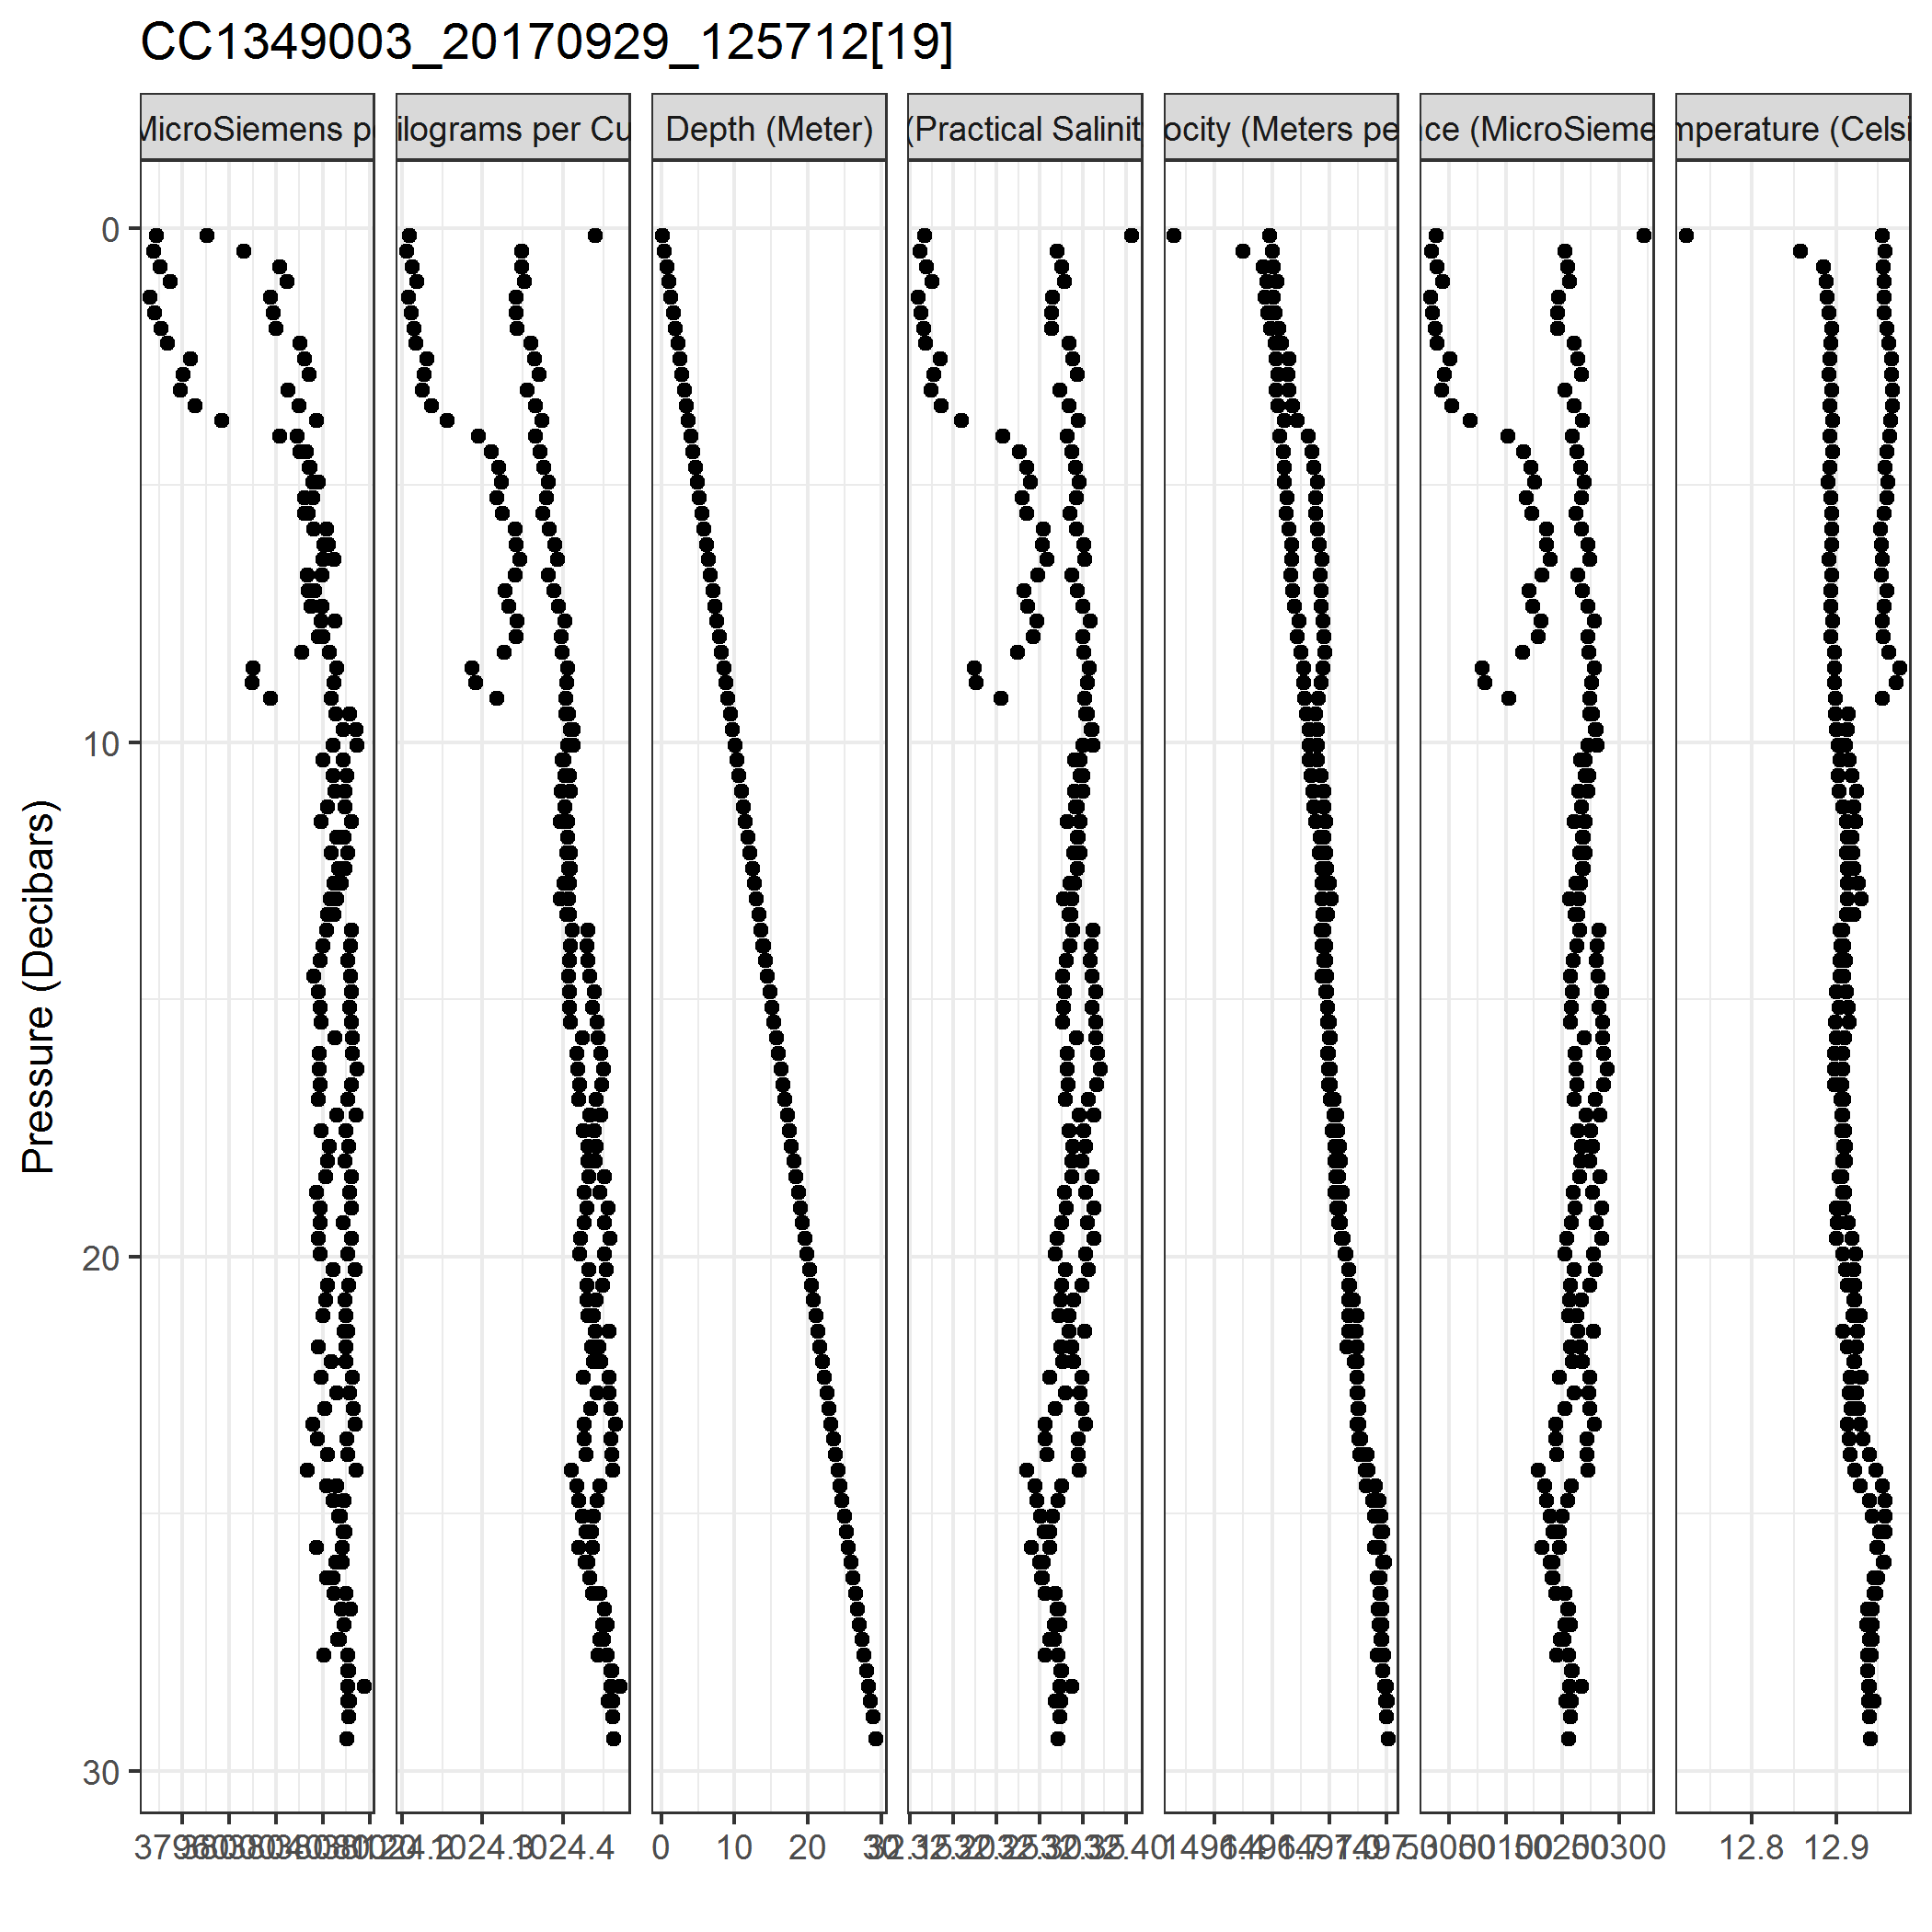 CC1349003_20170929_125712[19]
MicroSiemens p
ilograms per Cu
Depth (Meter)
(Practical Salinit
ocity (Meters pe
ce (MicroSieme
mperature (Celsi
0
10
20
30
Pressure (Decibars)
0 10 20 12.8 12.9